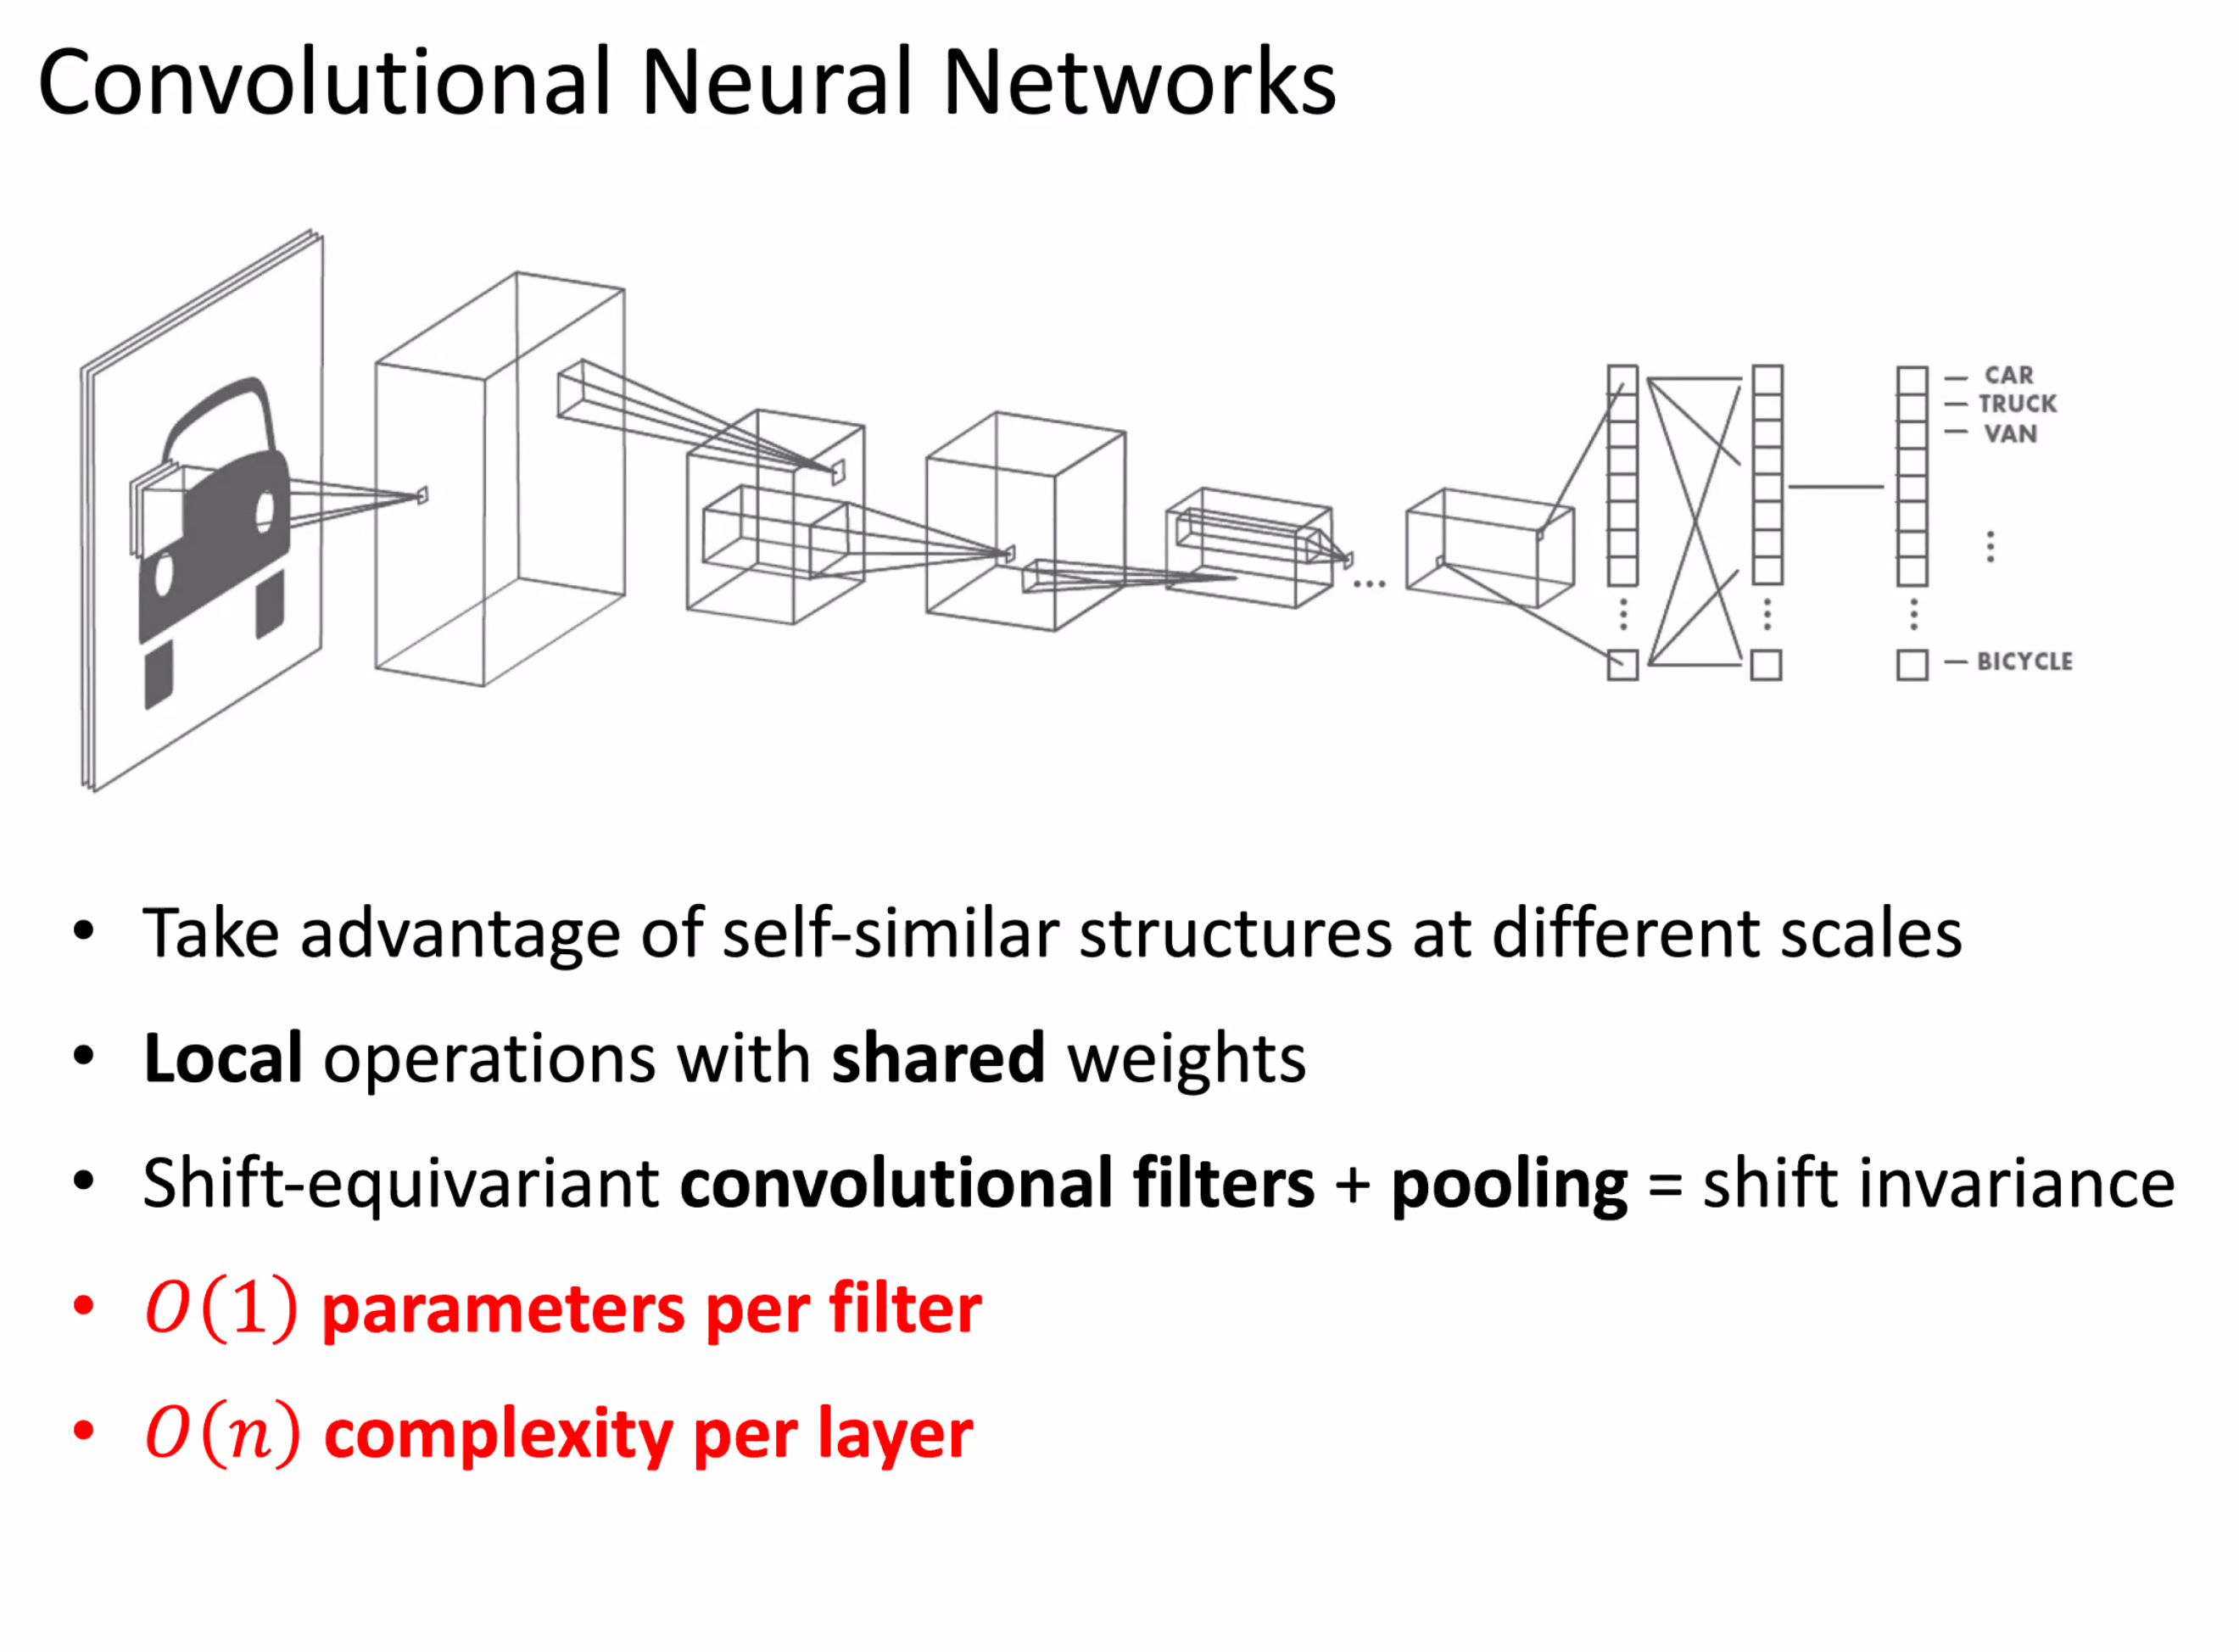 Convolutional Neural Networks
CAR
TRUCK
VAN
BICYCLE
• Take advantage of self-similar structures at different scales
• Local operations with shared weights
• Shift-equivariant convolutional filters + pooling = shift invariance
• O(1) parameters per filter
• O(n) complexity per layer